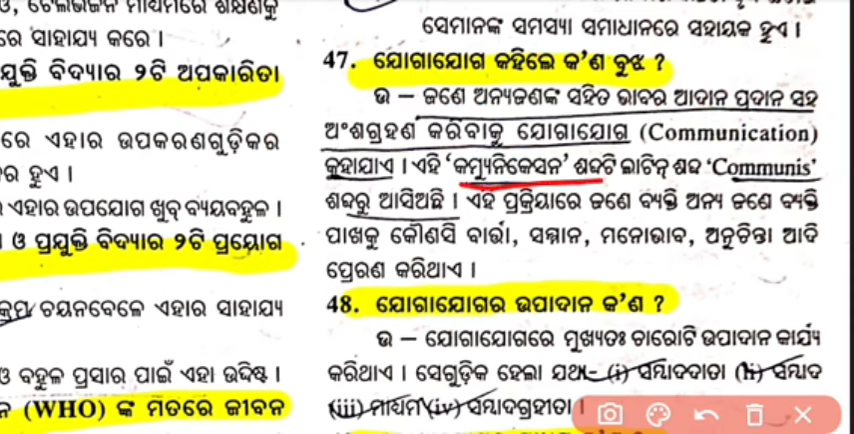 ଓ, ଟେଲିଭିଜନ ମାଧ୍ୟମରେ ଶିକ୍ଷଣକୁ
ରେ ସାହାଯ୍ୟ କରେ ।
ଯୁକ୍ତି ବିଦ୍ୟାର ୨ଟି ଅପକାରିତା
ରେ ଏହାର ଉପକରଣଗୁଡ଼ିକର
ର ହୁଏ ।
ଏହାର ଉପଯୋଗ ଖୁବ୍ ବ୍ୟୟବହୁଳ ।
ଓ ପ୍ରଯୁକ୍ତି ବିଦ୍ୟାର ୨ଟି ପ୍ରୟୋଗ
କ୍ରମ ଚୟନବେଳେ ଏହାର ସାହାଯ୍ୟ
ଓ ବହୁଳ ପ୍ରସାର ପାଇଁ ଏହା ଉଦ୍ଦିଷ୍ଟ ।
ନ (WHO) ଙ୍କ ମତରେ ଜୀବନ
ସେମାନଙ୍କ ସମସ୍ୟା ସମାଧାନରେ ସହାୟକ ହୁଏ ।
47. ଯୋଗାଯୋଗ କହିଲେ କ'ଣ ବୁଝ ?
ଉ – ଜଣେ ଅନ୍ୟଜଣଙ୍କ ସହିତ ଭାବର ଆଦାନ ପ୍ରଦାନ ସହ
ଅଂଶଗ୍ରହଣ କରିବାକୁ ଯୋଗାଯୋଗ (Communication)
କୁହାଯାଏ । ଏହି 'କମ୍ୟୁନିକେସନ' ଶବ୍ଦଟି ଲାଟିନ୍ ଶବ୍ଦ 'Communis'
ଶବ୍ଦରୁ ଆସିଅଛି । ଏହି ପ୍ରକ୍ରିୟାରେ ଜଣେ ବ୍ୟକ୍ତି ଅନ୍ୟ ଜଣେ ବ୍ୟକ୍ତି
ପାଖକୁ କୌଣସି ବାର୍ତ୍ତା, ସମ୍ମାନ, ମନୋଭାବ, ଅନୁଚିନ୍ତା ଆଦି
ପ୍ରେରଣ କରିଥାଏ ।
48. ଯୋଗାଯୋଗର ଉପାଦାନ କ'ଣ ?
ଉ – ଯୋଗାଯୋଗରେ ମୁଖ୍ୟତଃ ଚାରୋଟି ଉପାଦାନ କାର୍ଯ୍ୟ
କରିଥାଏ । ସେଗୁଡ଼ିକ ହେଲା ଯଥା- (i) ସମ୍ବାଦଦାତା (ii) ସମ୍ବାଦ
(iii) ମାଧ୍ୟମ (iv) ସମ୍ବାଦଗ୍ରହୀତା ।